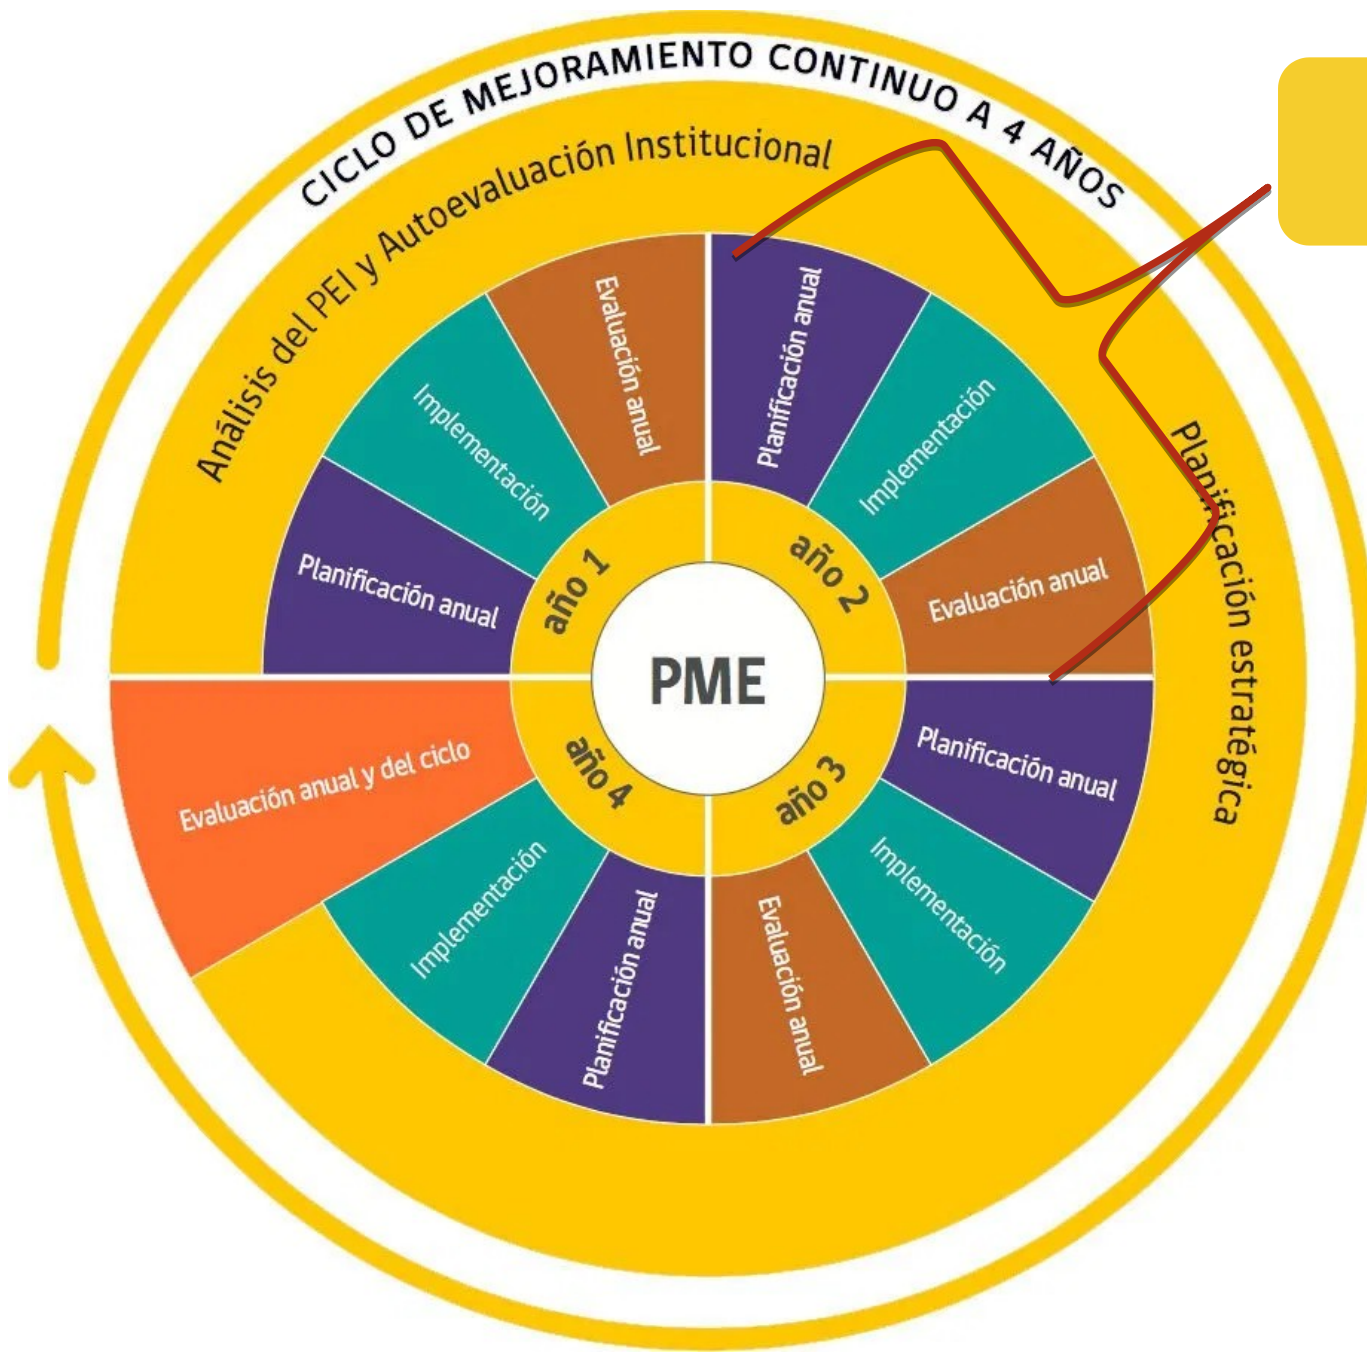 CICLO DE MEJORAMIENTO CONTINUO A 4 AÑOS
Análisis del PEI y Autoevaluación Institucional
Planificación estratégica
Planificación anual
Implementación
Evaluación anual
año 1
Planificación anual
Implementación
Evaluación anual
año 2
Planificación anual
Implementación
Evaluación anual
año 3
Planificación anual
Implementación
Evaluación anual y del ciclo
año 4
PME